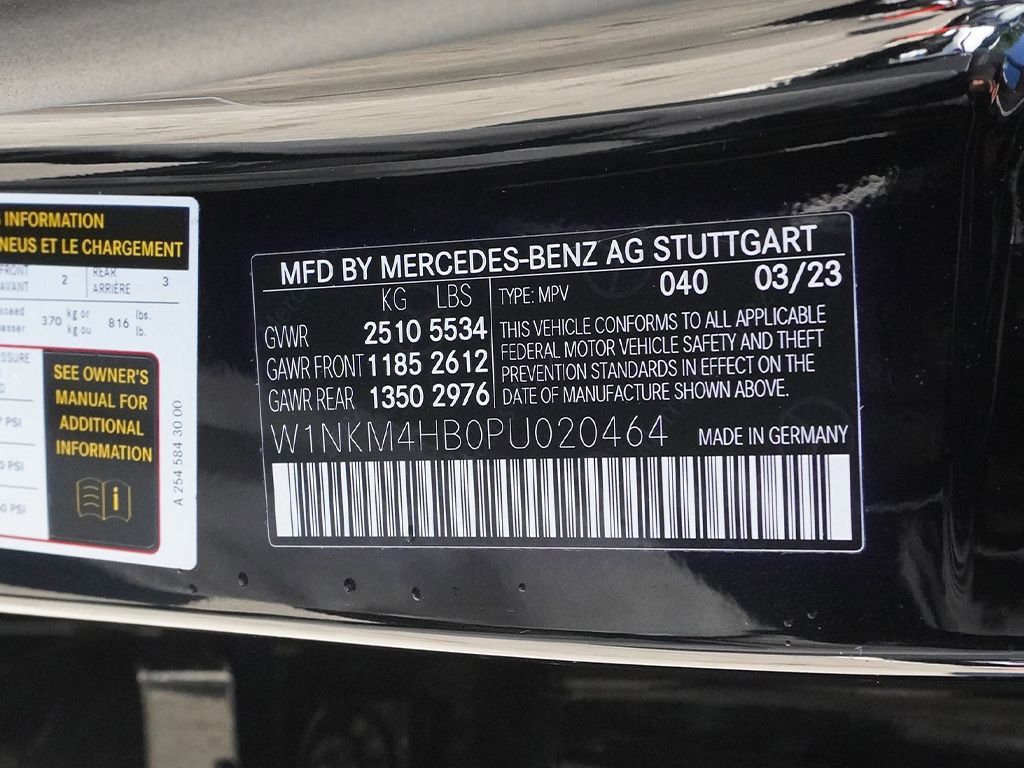 INFORMATION
NEUS ET LE CHARGEMENT
FRONT
AVANT
2
REAR
ARRIÈRE
3
370
kg or
kg ou
816
lbs.
lb.
PSI
PSI
PSI
SEE OWNER'S
MANUAL FOR
ADDITIONAL
INFORMATION
A 254 584 30 00
MFD BY MERCEDES-BENZ AG STUTTGART
KG LBS
GVWR 2510 5534
GAWR FRONT 1185 2612
GAWR REAR 1350 2976
TYPE: MPV 040 03/23
THIS VEHICLE CONFORMS TO ALL APPLICABLE
FEDERAL MOTOR VEHICLE SAFETY AND THEFT
PREVENTION STANDARDS IN EFFECT ON THE
DATE OF MANUFACTURE SHOWN ABOVE.
W1NKM4HB0PU020464 MADE IN GERMANY